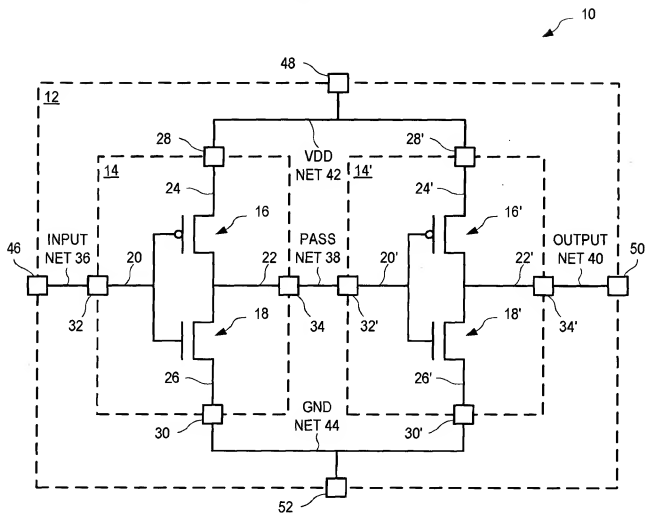 10
48
12
28
28'
VDD
NET 42
14
14'
24
24'
16
16'
INPUT
NET 36
PASS
NET 38
OUTPUT
NET 40
46
20
22
20'
22'
50
32
34
32'
34'
18
18'
26
26'
GND
NET 44
30
30'
52